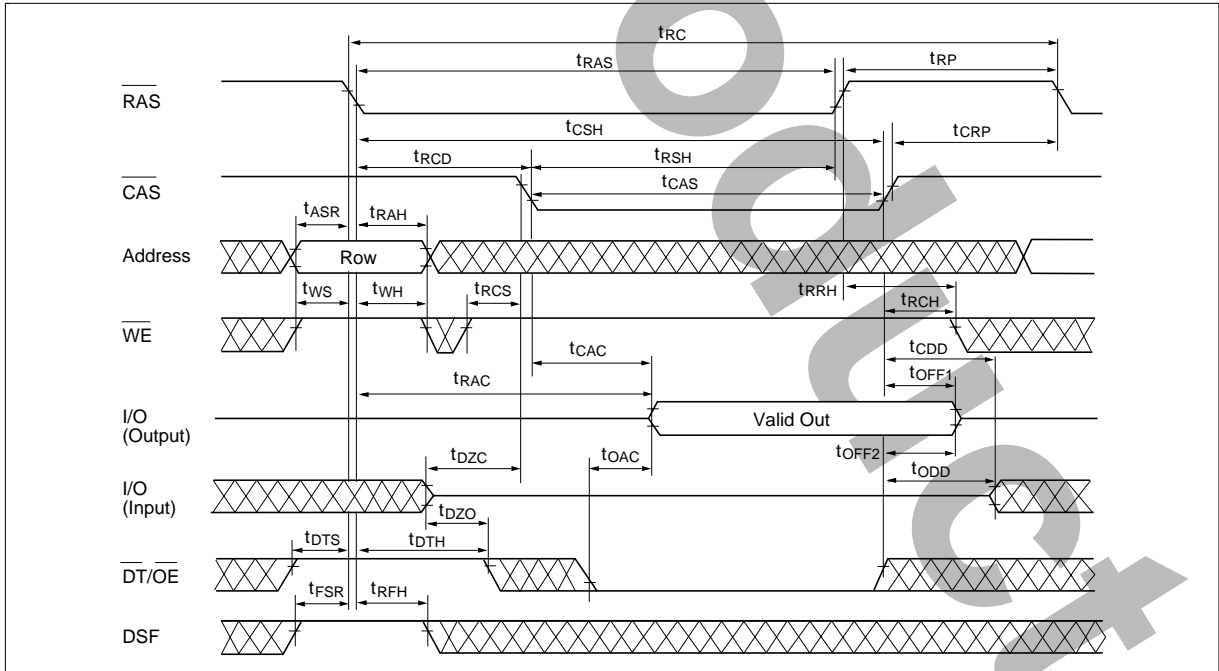 tRC
tRAS
tRP
RAS
tCSH
tCRP
tRCD
tRSH
CAS
tCAS
tASR
tRAH
Address
Row
tWS
tWH
tRCS
tRRH
tRCH
WE
tCAC
tCDD
tRAC
tOFF1
I/O
(Output)
Valid Out
tDZC
tOAC
tOFF2
tODD
I/O
(Input)
tDZO
tDTS
tDTH
DT/OE
tFSR
tRFH
DSF
oduct